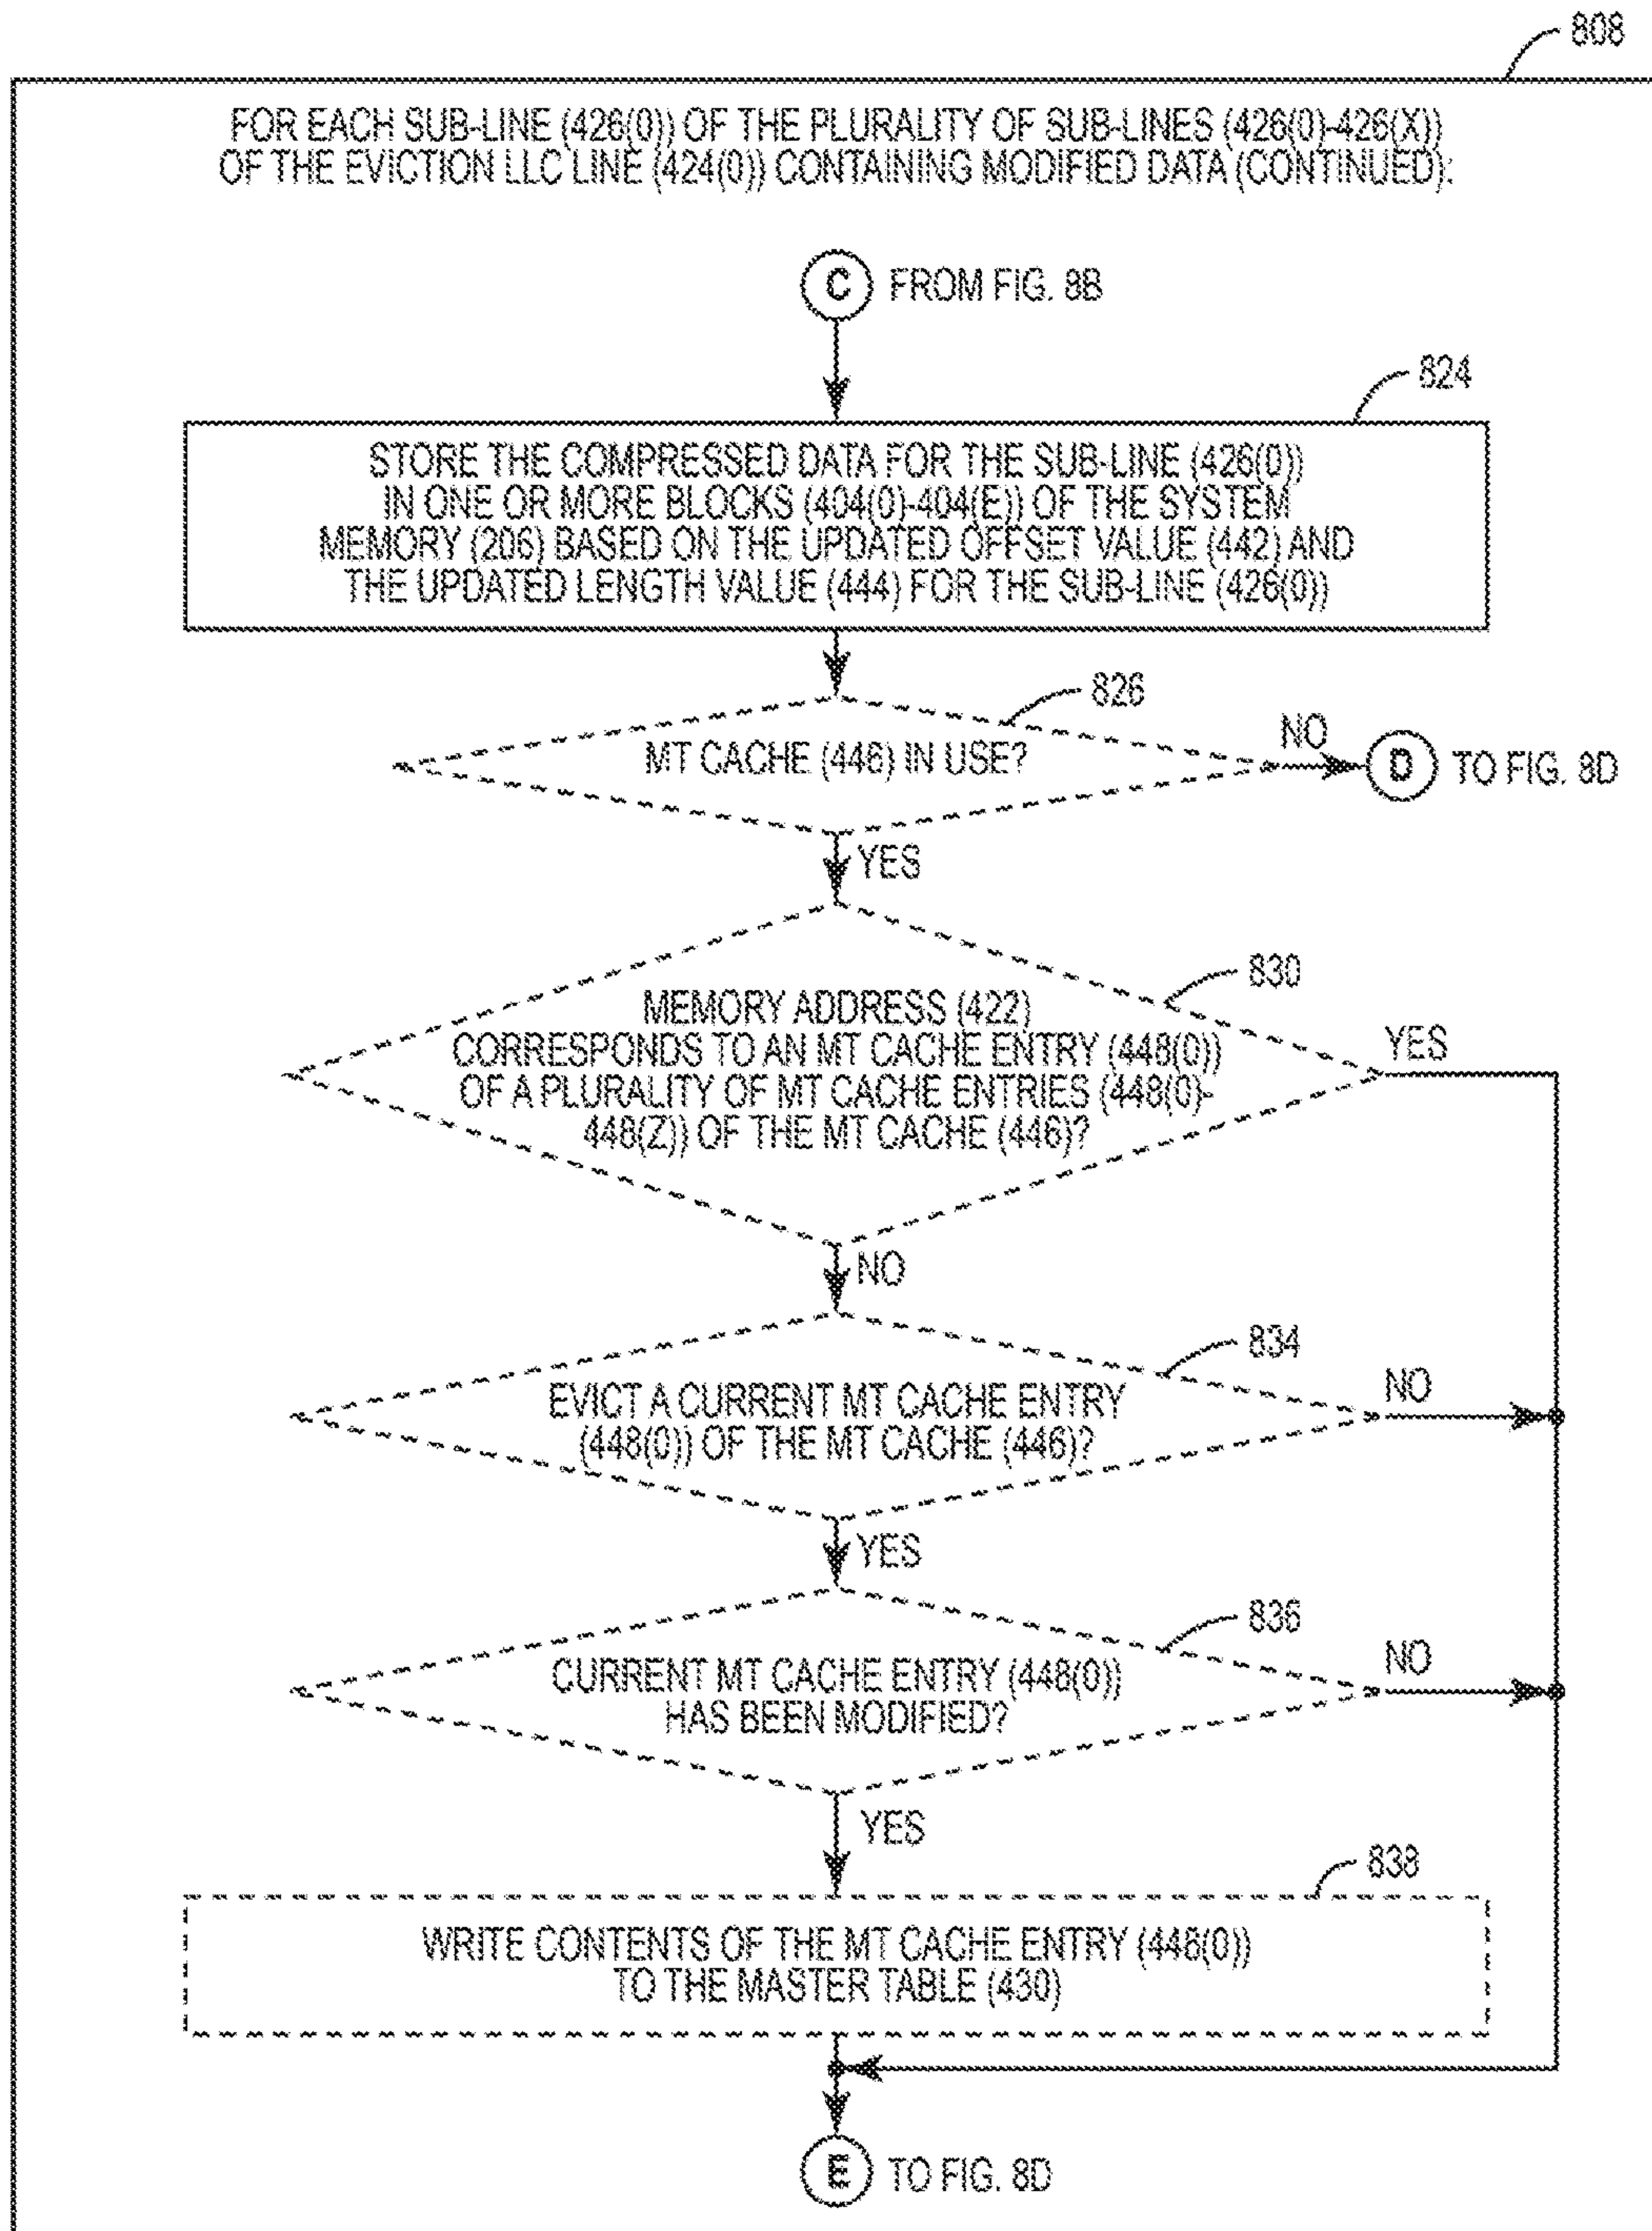 808
FOR EACH SUB-LINE (426(0)) OF THE PLURALITY OF SUB-LINES (426(0)-426(X))
OF THE EVICTION LLC LINE (424(0)) CONTAINING MODIFIED DATA (CONTINUED):
C FROM FIG. 8B
824
STORE THE COMPRESSED DATA FOR THE SUB-LINE (426(0))
IN ONE OR MORE BLOCKS (404(0)-404(E)) OF THE SYSTEM
MEMORY (206) BASED ON THE UPDATED OFFSET VALUE (442) AND
THE UPDATED LENGTH VALUE (444) FOR THE SUB-LINE (426(0))
826
MT CACHE (446) IN USE?
NO
D TO FIG. 8D
YES
830
MEMORY ADDRESS (422)
CORRESPONDS TO AN MT CACHE ENTRY (448(0))
OF A PLURALITY OF MT CACHE ENTRIES (448(0)-
448(Z)) OF THE MT CACHE (446)?
YES
NO
834
EVICT A CURRENT MT CACHE ENTRY
(448(0)) OF THE MT CACHE (446)?
NO
YES
836
CURRENT MT CACHE ENTRY (448(0))
HAS BEEN MODIFIED?
NO
YES
838
WRITE CONTENTS OF THE MT CACHE ENTRY (448(0))
TO THE MASTER TABLE (430)
E TO FIG. 8D